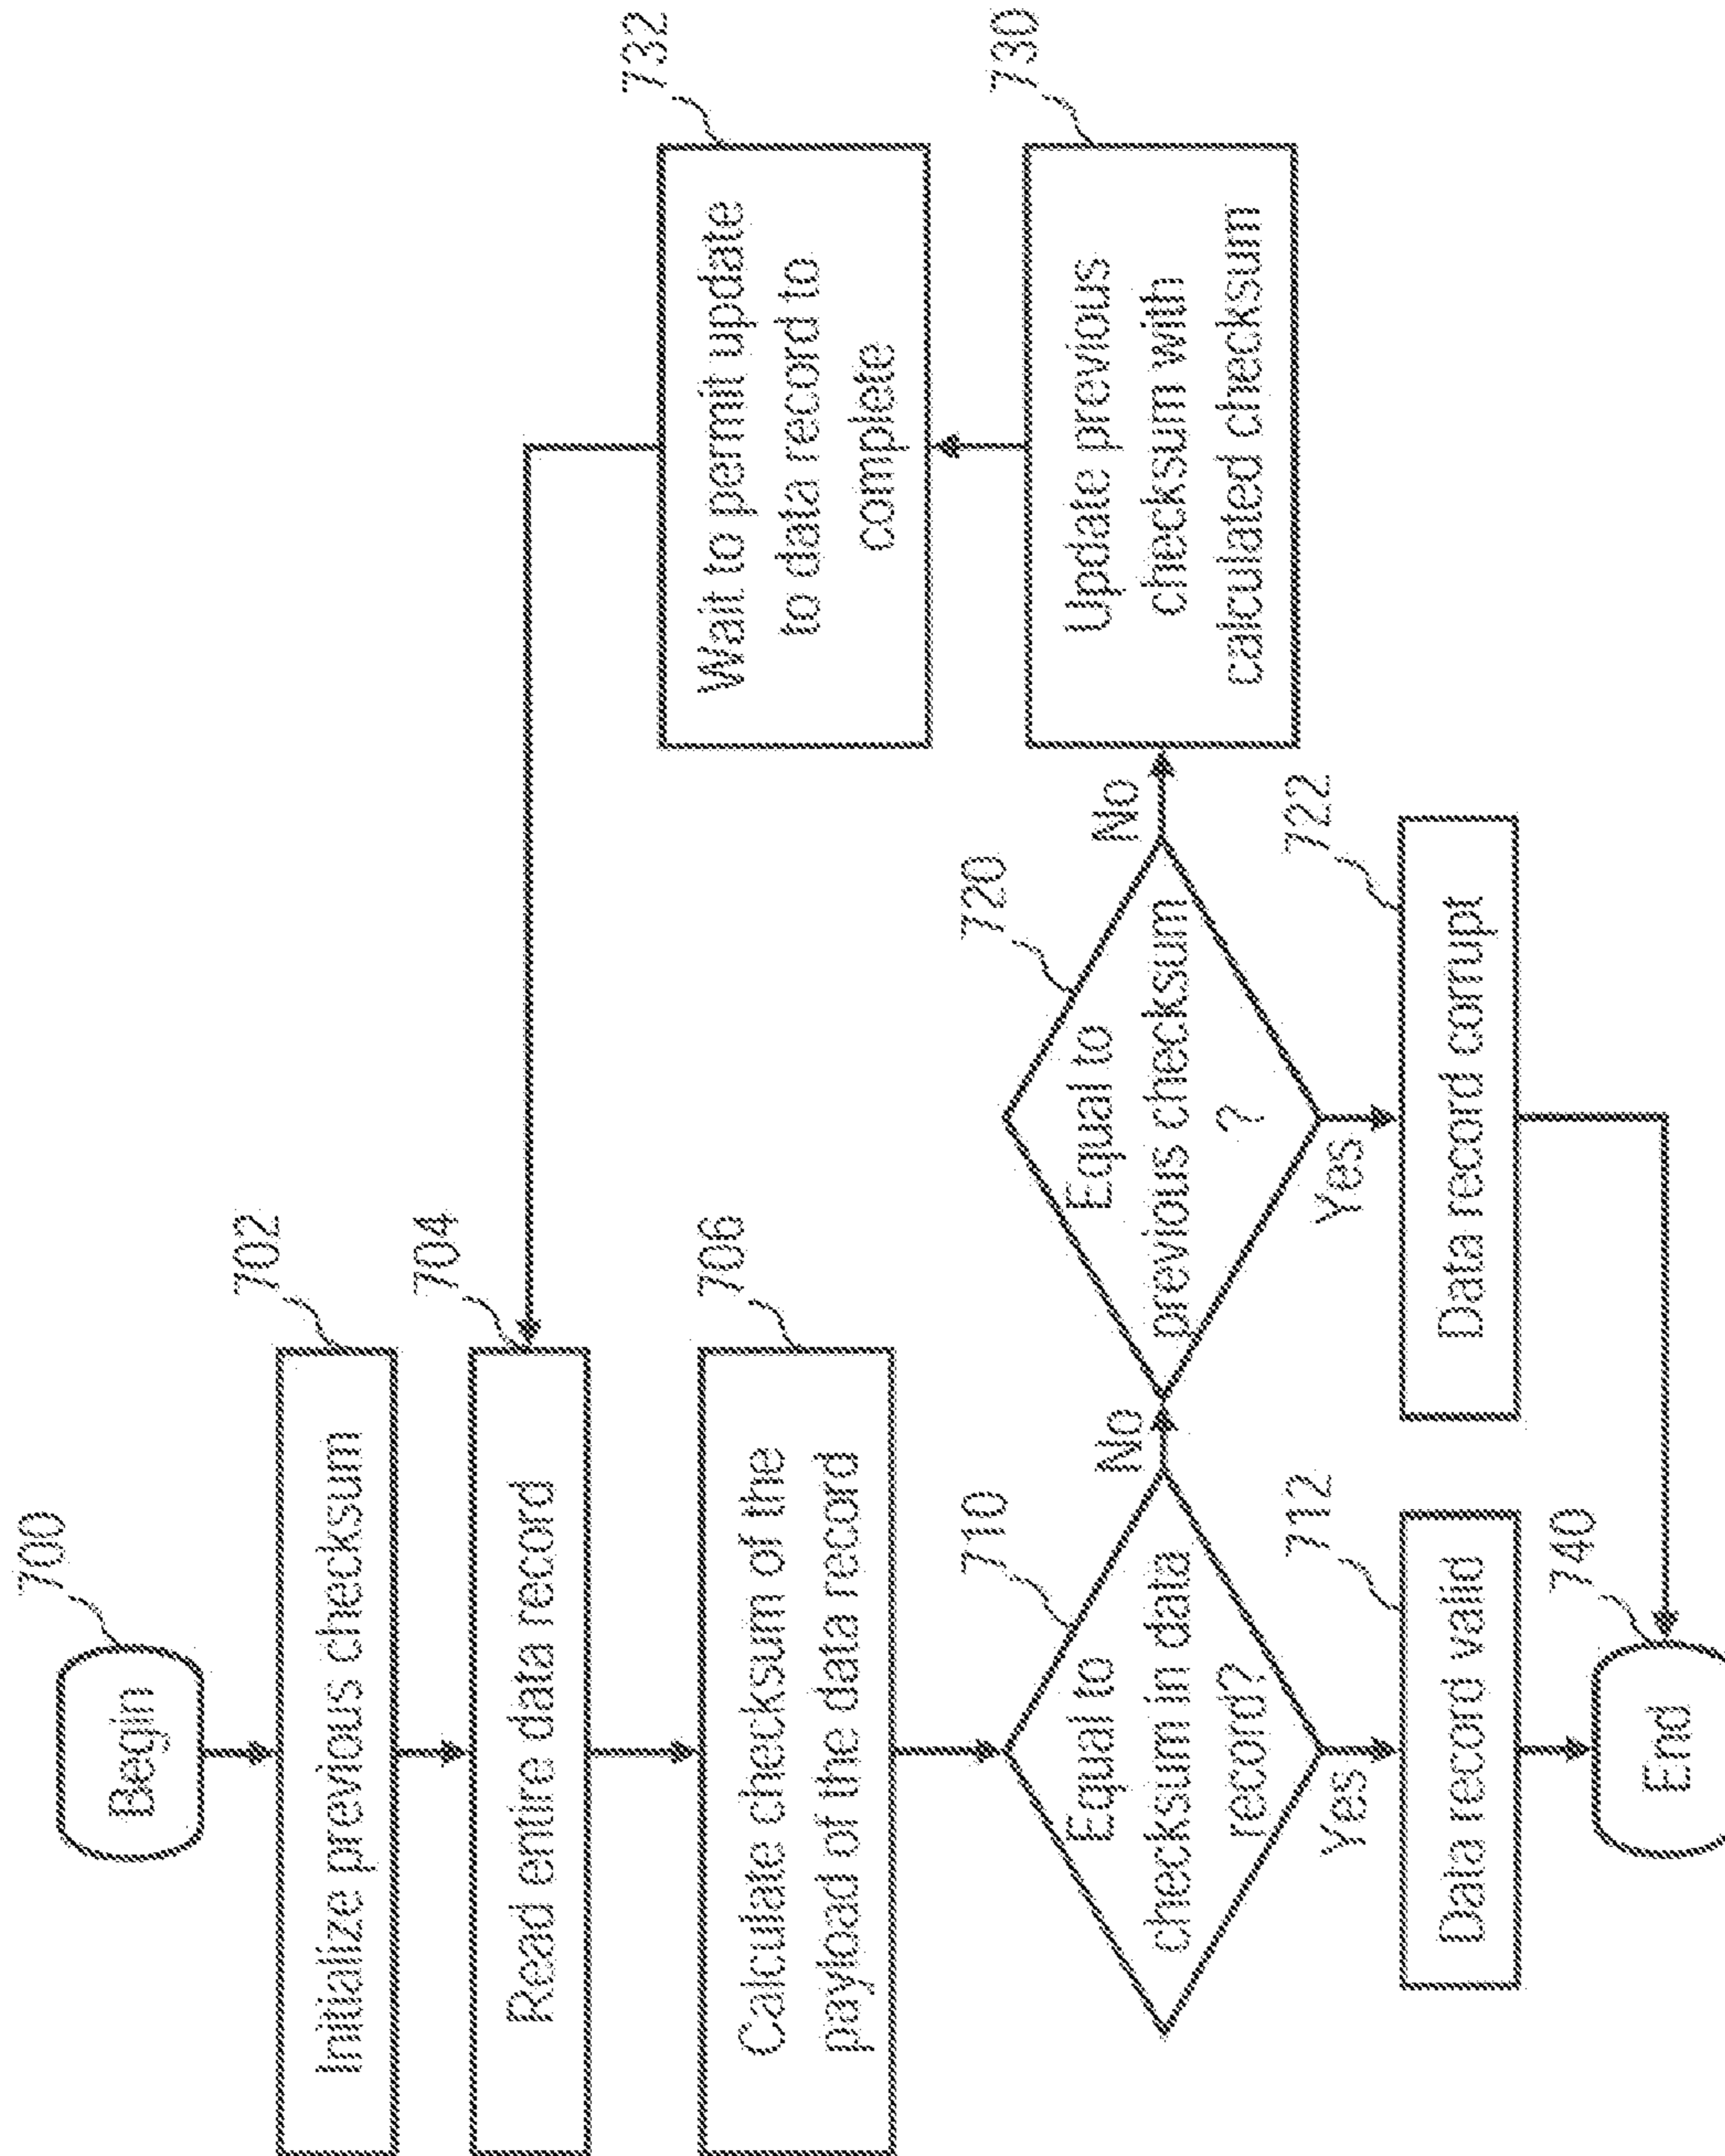 700
Begin
702
Initialize previous checksum
704
Read entire data record
706
Calculate checksum of the
payload of the data record
710
Equal to
checksum in data
record?
No
Yes
712
Data record valid
720
Equal to
previous checksum
?
No
Yes
722
Data record corrupt
730
Update previous
checksum with
calculated checksum
732
Wait to permit update
to data record to
complete
740
End